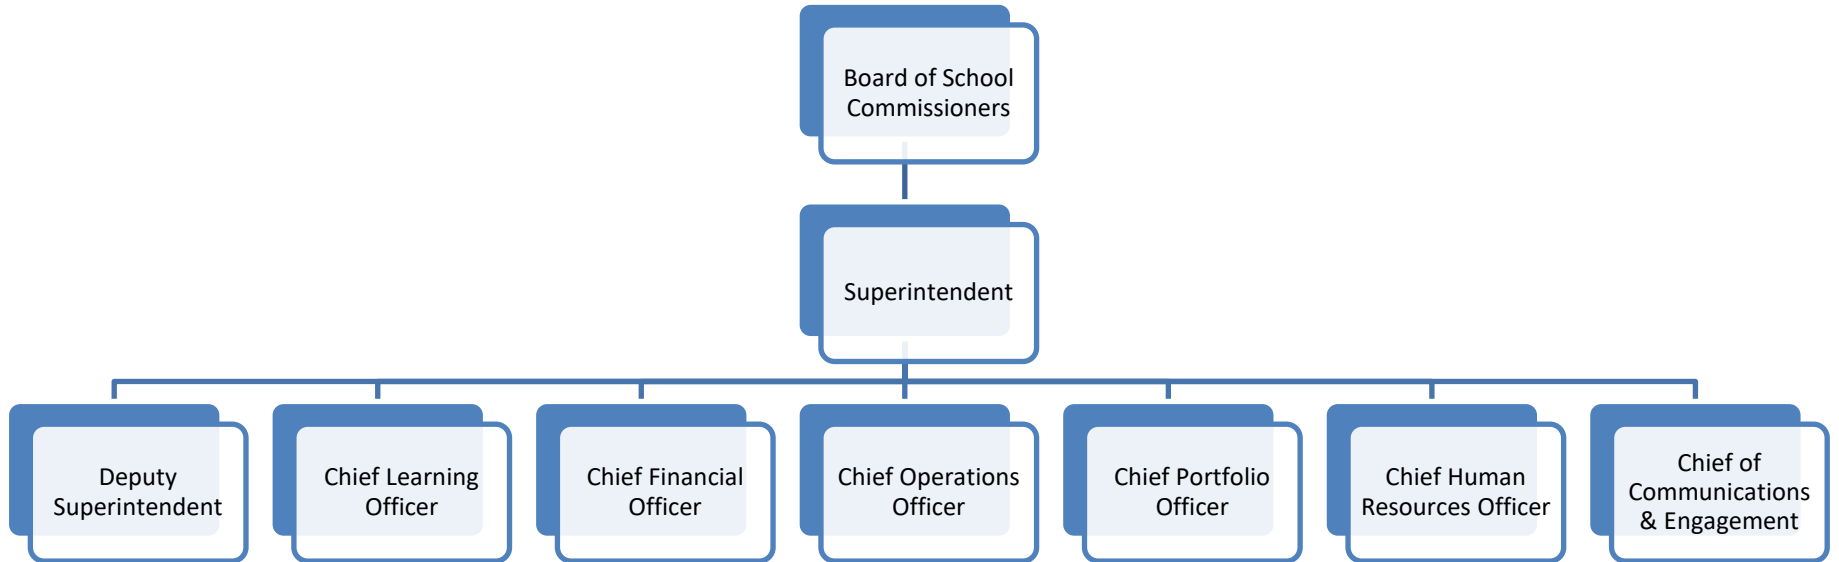 Board of School
Commissioners
Superintendent
Deputy
Superintendent
Chief Learning
Officer
Chief Financial
Officer
Chief Operations
Officer
Chief Portfolio
Officer
Chief Human
Resources Officer
Chief of
Communications
& Engagement